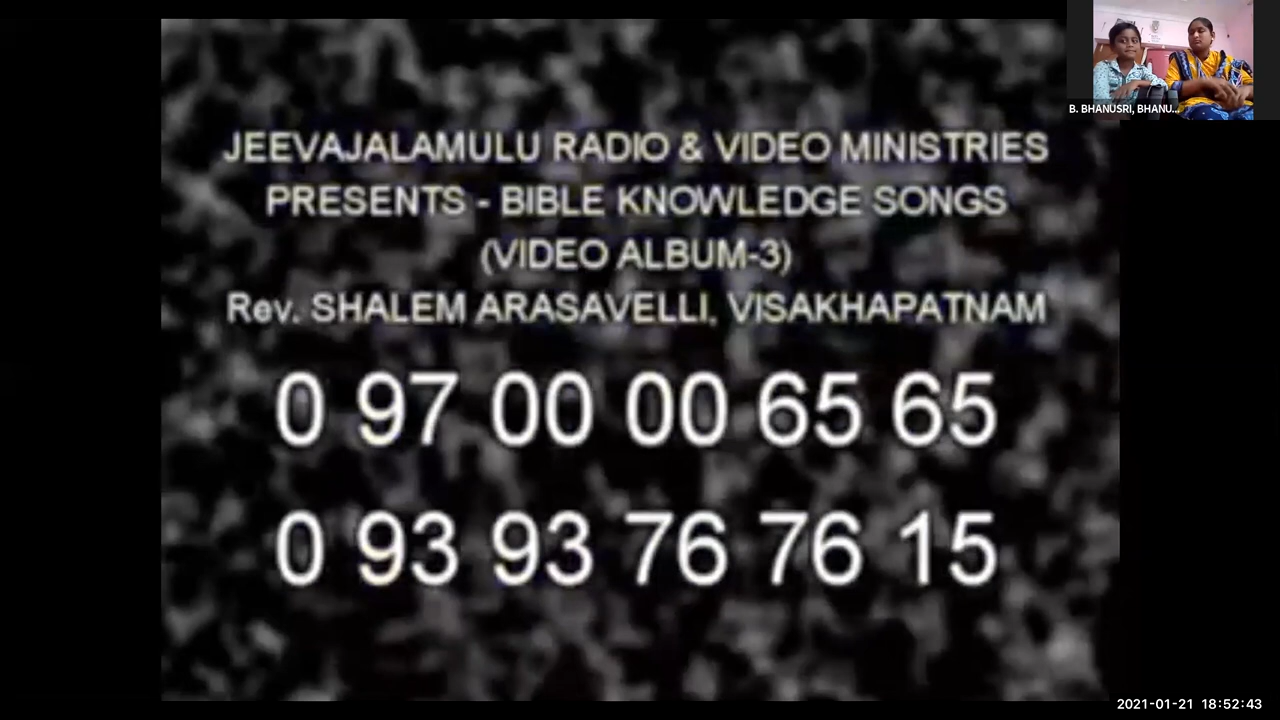 JEEVAJALAMULU RADIO & VIDEO MINISTRIES
PRESENTS - BIBLE KNOWLEDGE SONGS
(VIDEO ALBUM-3)
Rev. SHALEM ARASAVELLI, VISAKHAPATNAM
0 97 00 00 65 65
0 93 93 76 76 15
B. BHANUSRI, BHANU...
2021-01-21 18:52:43